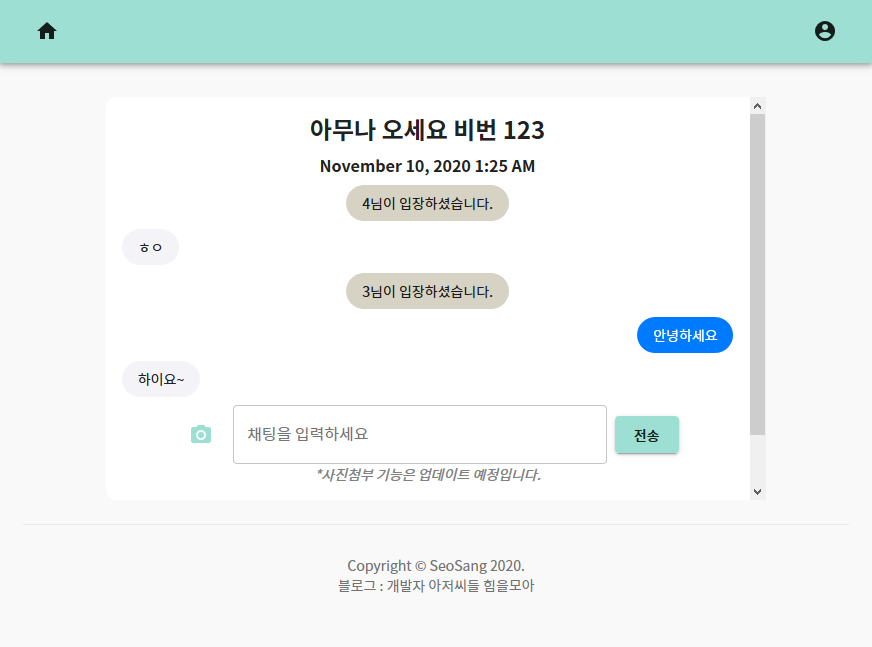 아무나 오세요 비번 123
November 10, 2020 1:25 AM
4님이 입장하셨습니다.
ㅎㅇ
3님이 입장하셨습니다.
안녕하세요
하이요~
채팅을 입력하세요
전송
*사진첨부 기능은 업데이트 예정입니다.
Copyright © SeoSang 2020.
블로그 : 개발자 아저씨들 힘을모아